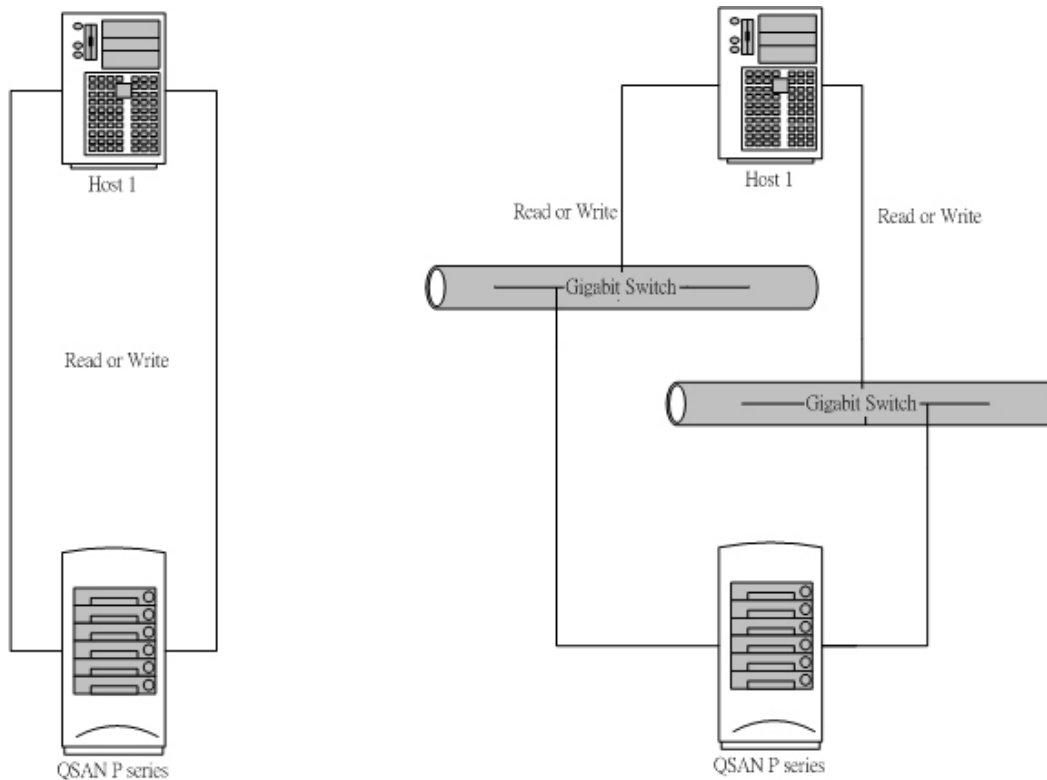 Host 1
Read or Write
QSAN P series
Host 1
Read or Write
Read or Write
Gigabit Switch
Gigabit Switch
QSAN P series